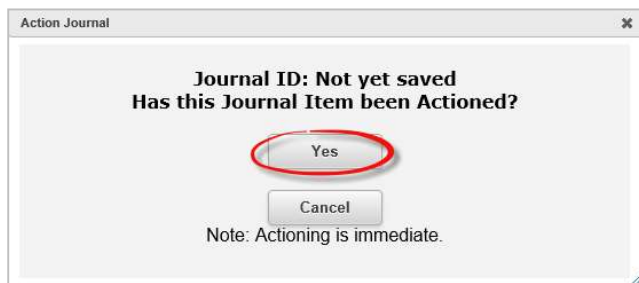 Action Journal
Journal ID: Not yet saved
Has this Journal Item been Actioned?
Yes
Cancel
Note: Actioning is immediate.